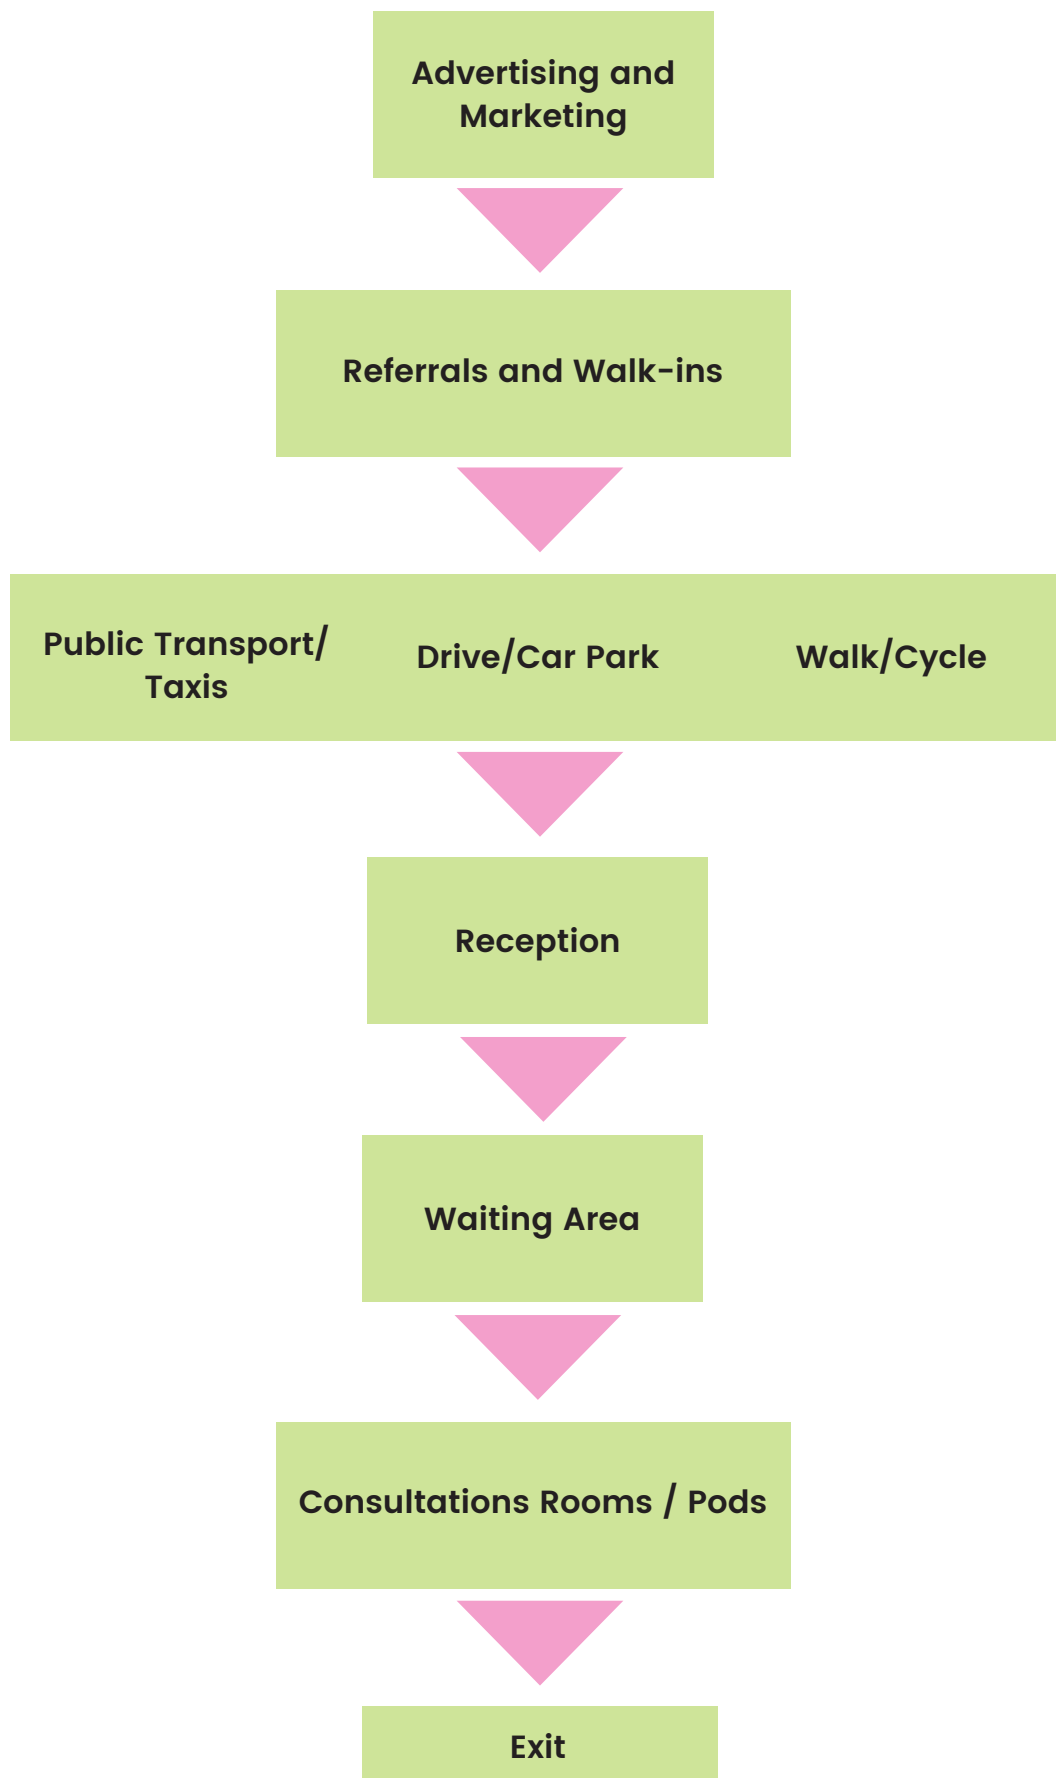 Advertising and
Marketing
Referrals and Walk-ins
Public Transport/
Taxis
Drive/Car Park
Walk/Cycle
Reception
Waiting Area
Consultations Rooms / Pods
Exit